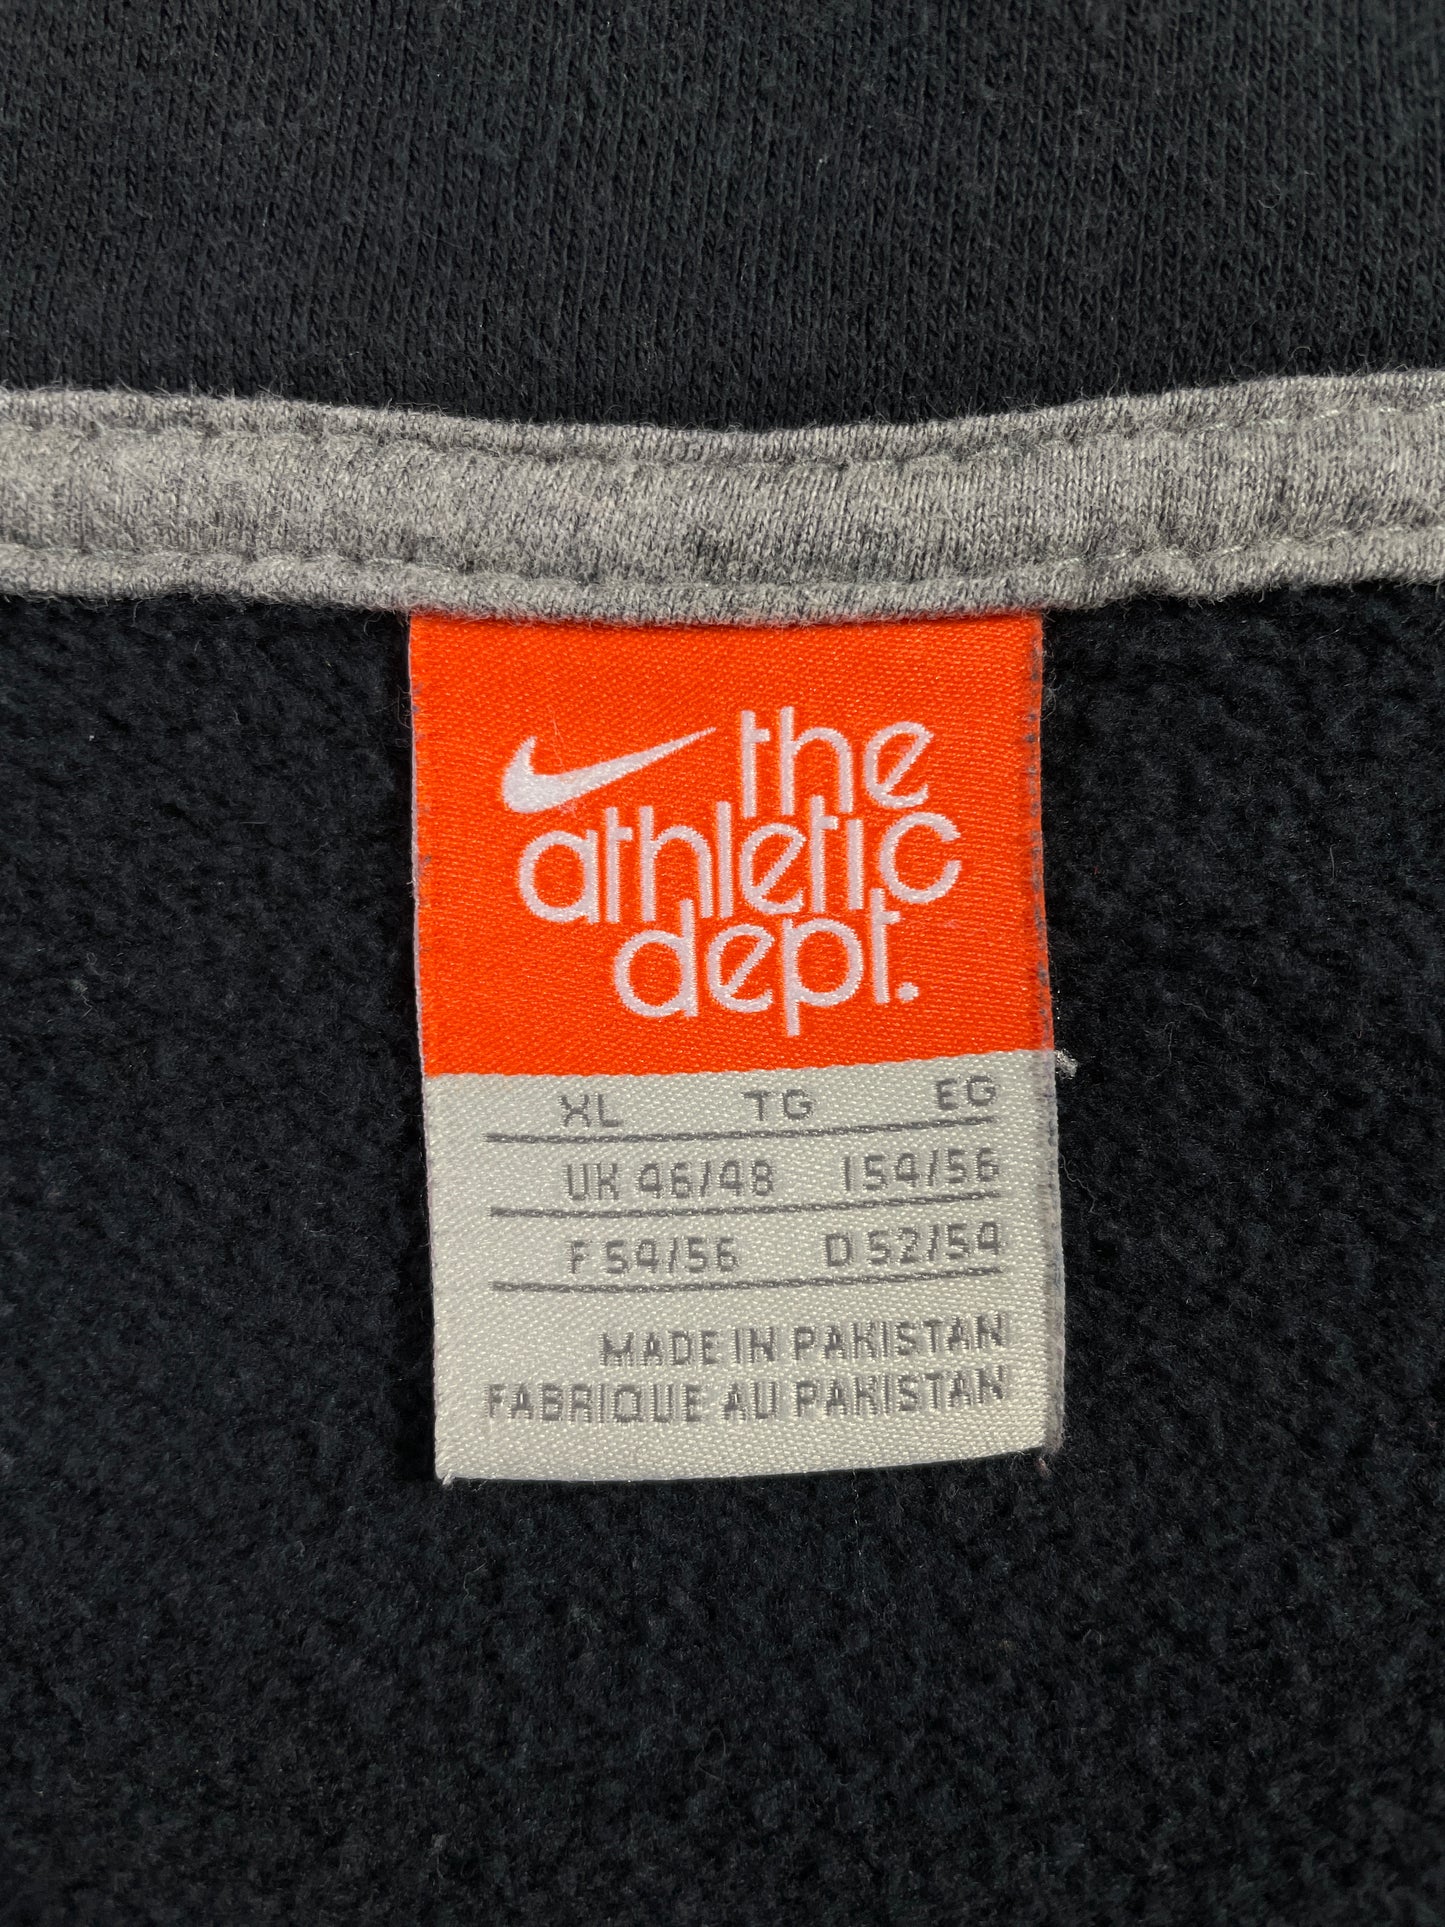 the
athletic
dept.
XL TG EG
UK 46/48 I 54/56
F 54/56 D 52/54
MADE IN PAKISTAN
FABRIQUE AU PAKISTAN